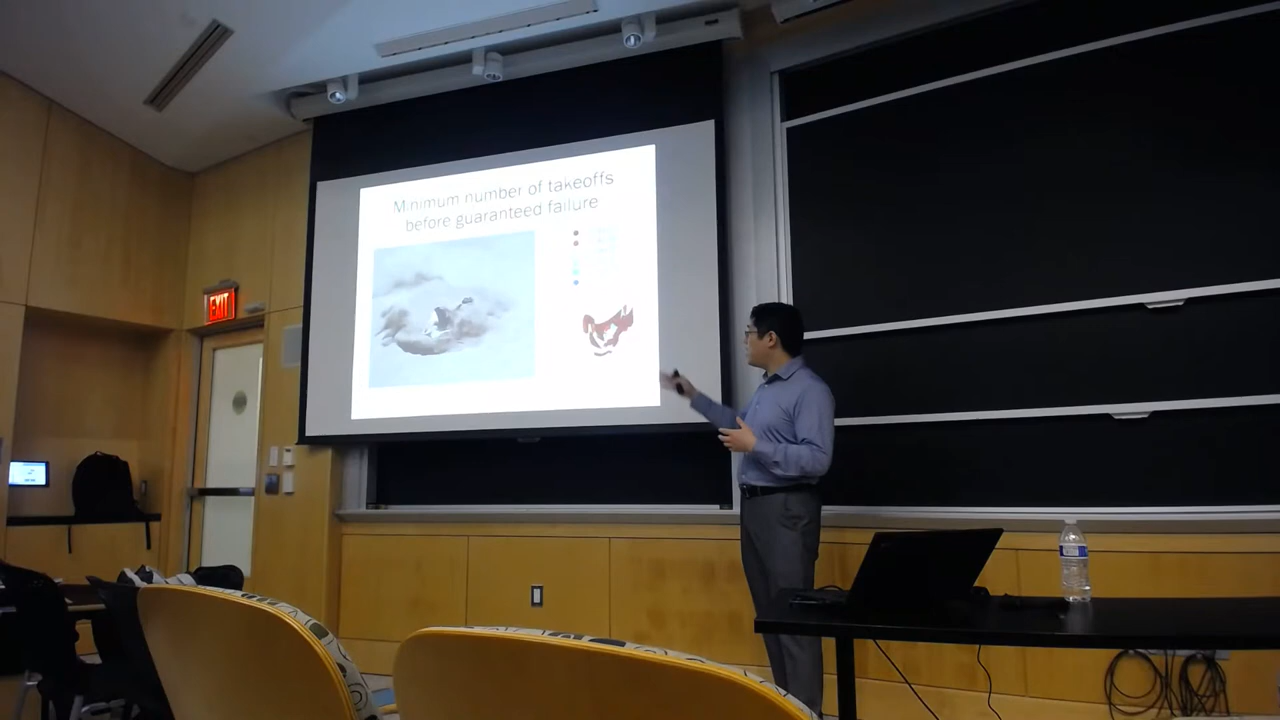 Minimum number of takeoffs
before guaranteed failure
EXIT